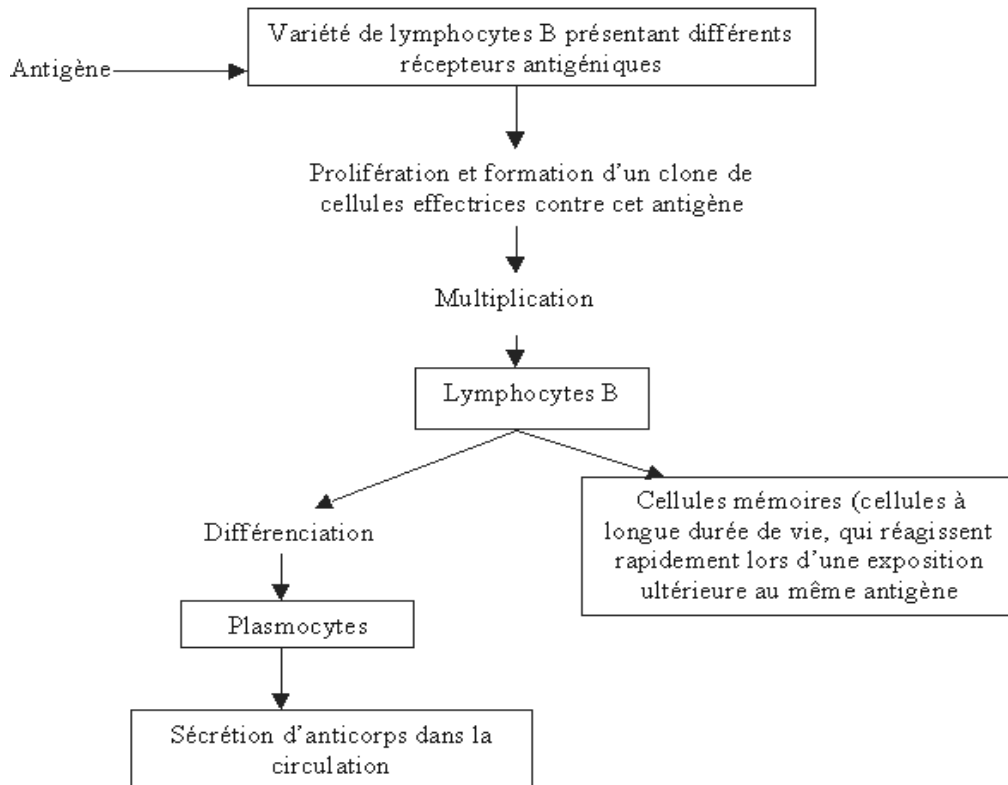 Variété de lymphocytes B présentant différents
récepteurs antigéniques
Antigène
Prolifération et formation d'un clone de
cellules effectrices contre cet antigène
Multiplication
Lymphocytes B
Différenciation
Cellules mémoires (cellules à
longue durée de vie, qui réagissent
rapidement lors d'une exposition
ultérieure au même antigène
Plasmocytes
Sécrétion d'anticorps dans la
circulation